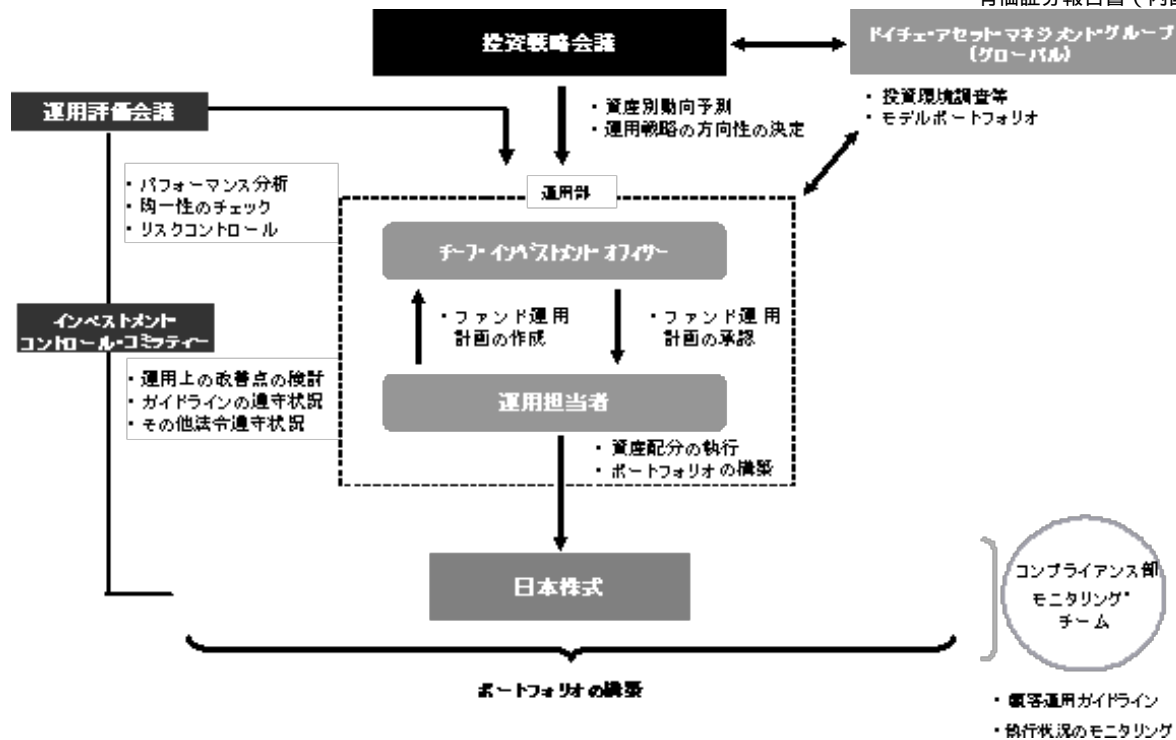 有価証券報告書（内
投資戦略会議
ドイチェ・アセット・マネジメント・グループ
(グローバル)
・投資環境調査等
・モデルポートフォリオ
・資産別動向予測
・運用戦略の方向性の決定
運用評価会議
・パフォーマンス分析
・均一性のチェック
・リスクコントロール
運用部
チーフ・インベストメント・オフィサー
・ファンド運用
計画の作成
・ファンド運用
計画の承認
インベストメント
コントロール・コミッティー
・運用上の改善点の検討
・ガイドラインの遵守状況
・その他法令遵守状況
運用担当者
・資産配分の執行
・ポートフォリオの構築
日本株式
コンプライアンス部
モニタリング・
チーム
ポートフォリオの構築
・顧客運用ガイドライン
・執行状況のモニタリング